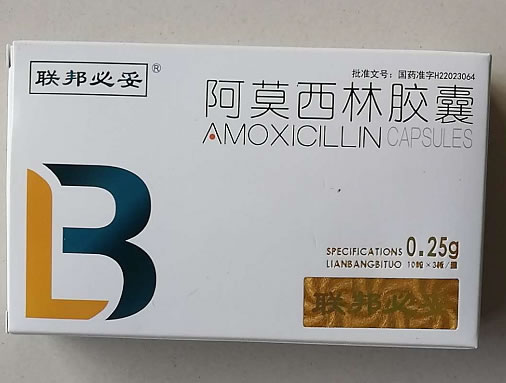 联邦必妥®
批准文号：国药准字H22023064
阿莫西林胶囊
AMOXICILLIN CAPSULES
LB
SPECIFICATIONS 0.25g
LIANBANGBITUO 10粒×3板/盒
联邦必妥